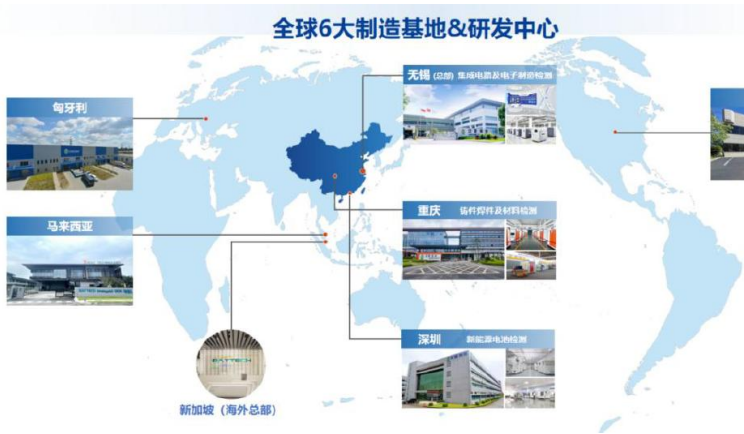 全球6大制造基地&研发中心
匈牙利
无锡 (总部) 集成电路及电子制造检测
马来西亚
重庆 铸件焊件及材料检测
深圳 新能源电池检测
新加坡（海外总部）